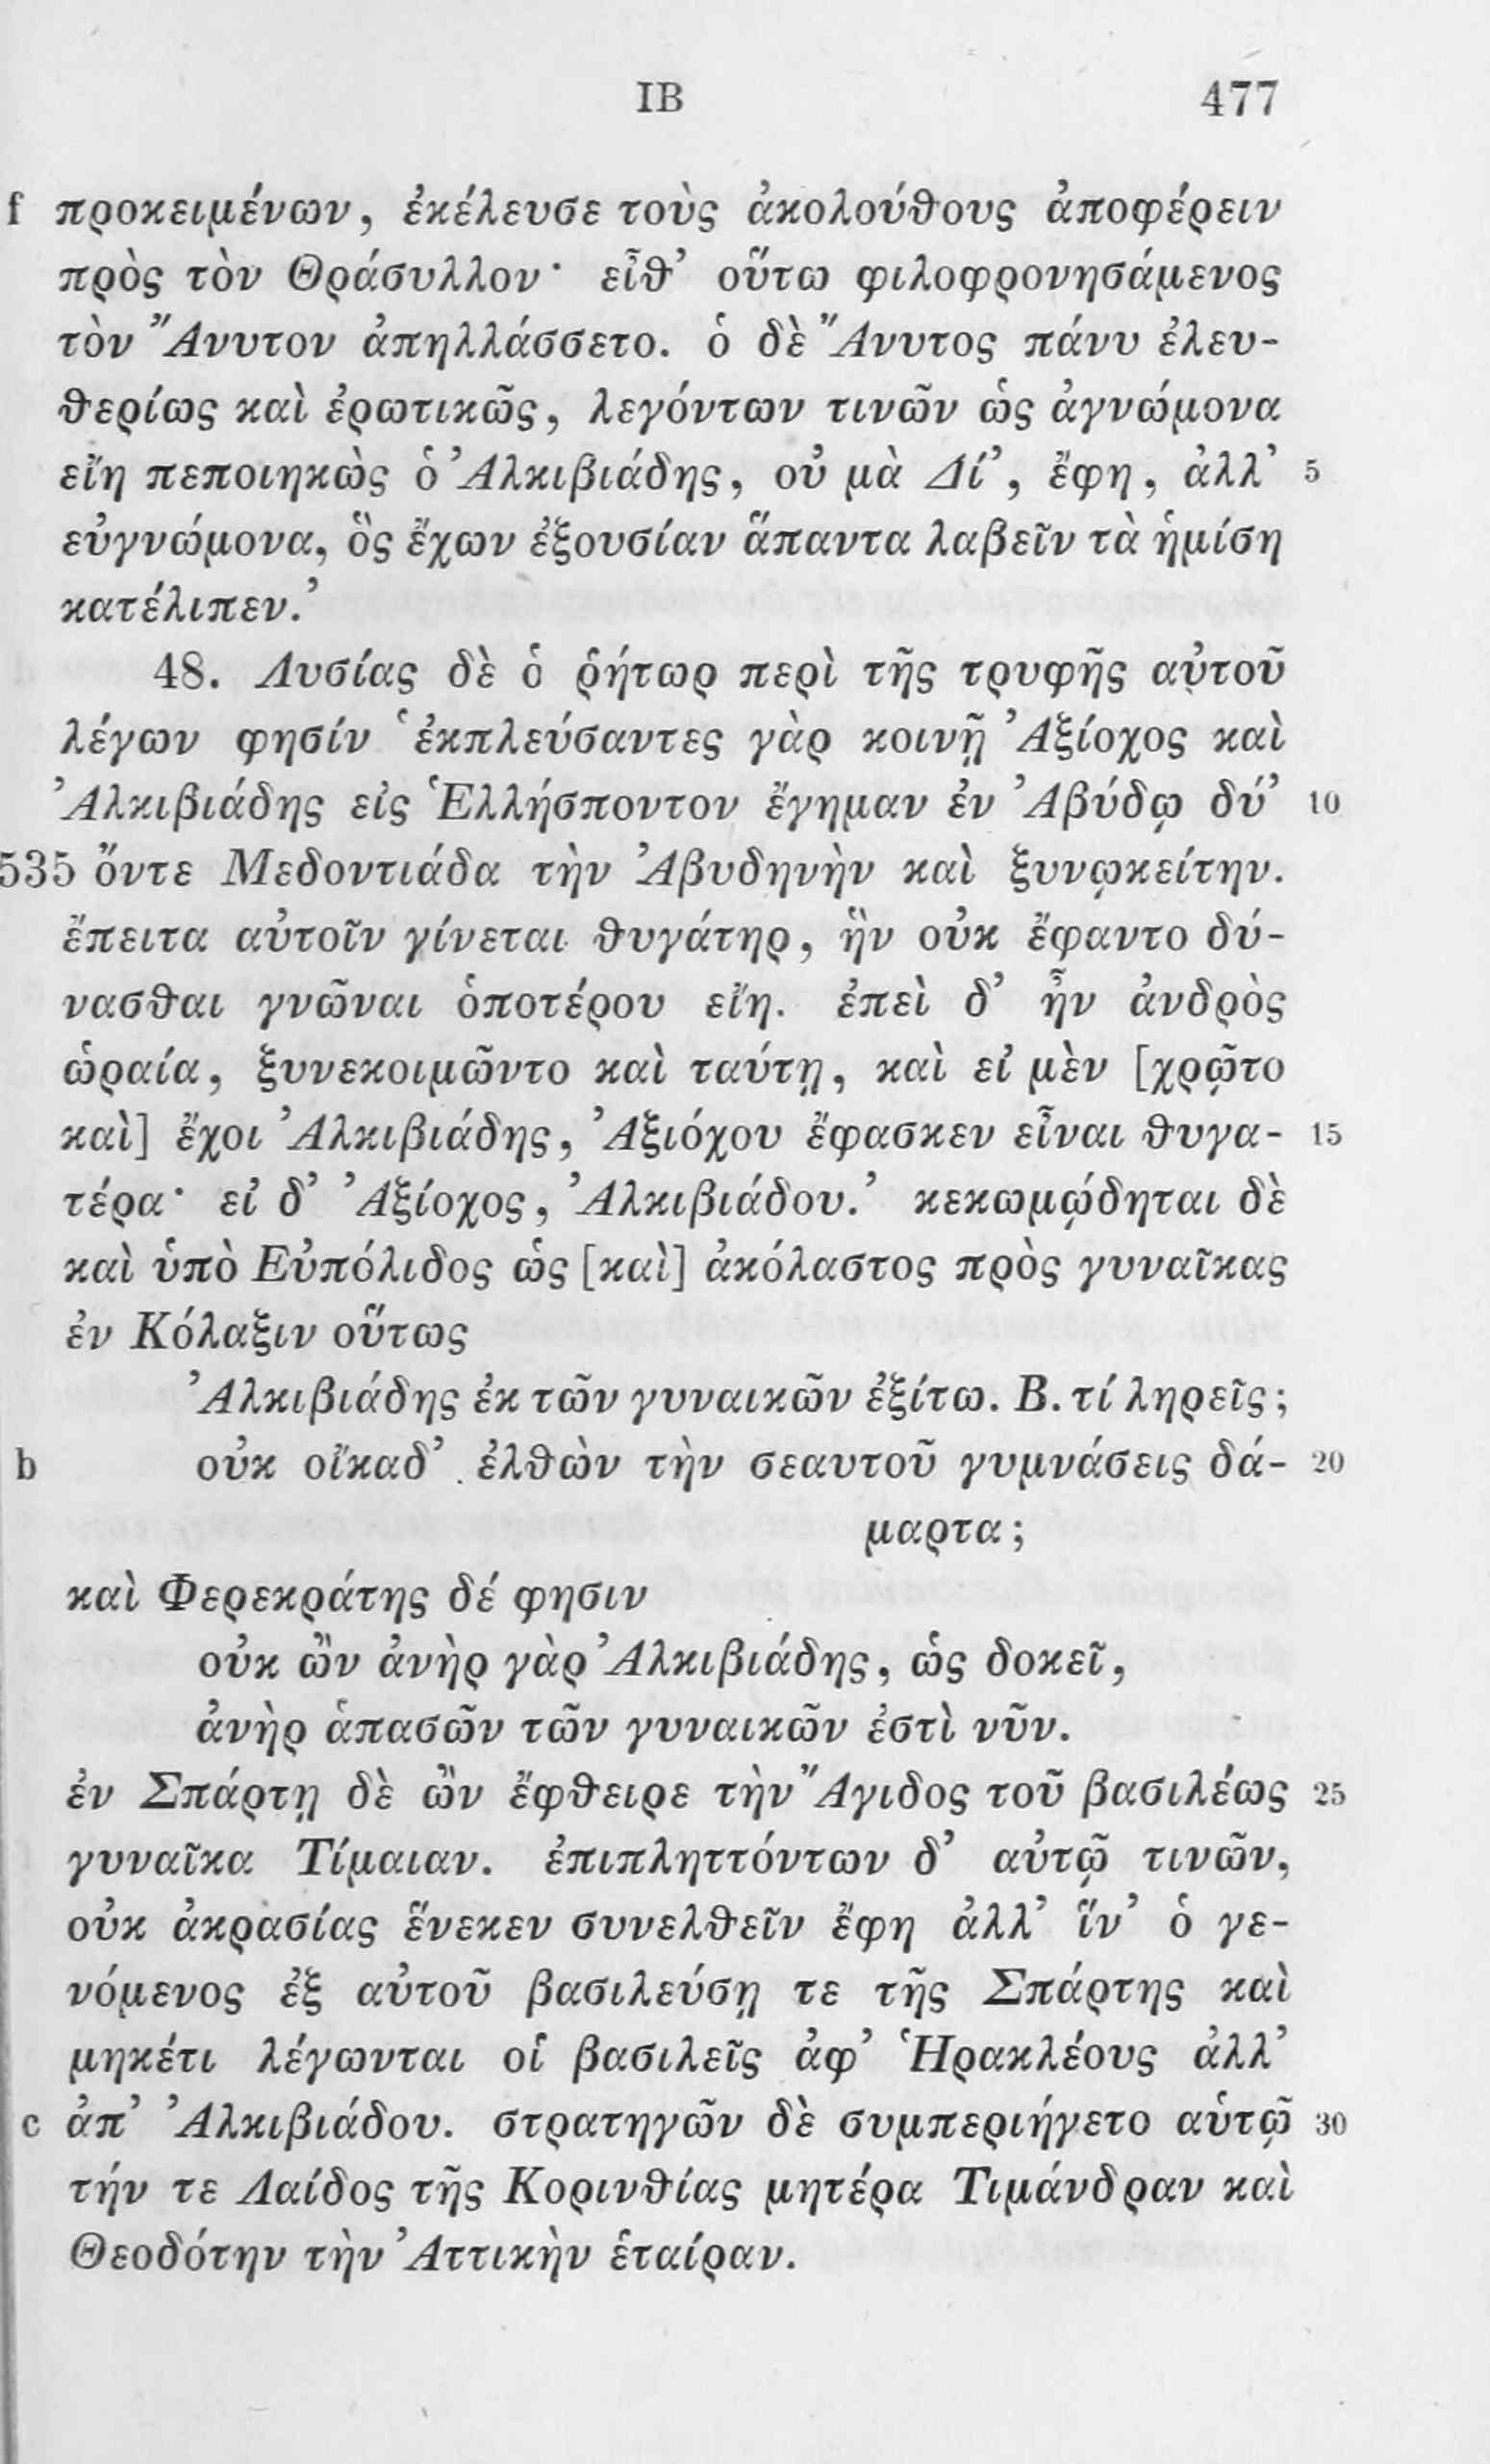 ΙΒ 477
f προκειμένων, ἐκέλευσε τοὺς ἀκολούθους ἀποφέρειν
πρὸς τὸν Θράσυλλον· εἶθ’ οὕτω φιλοφρονησάμενος
τὸν Ἄνυτον ἀπηλλάσσετο. ὁ δὲ Ἄνυτος πάνυ ἐλευ-
θερίως καὶ ἐρωτικῶς, λεγόντων τινῶν ὡς ἀγνώμονα
εἴη πεποιηκὼς ὁ Ἀλκιβιάδης, οὐ μὰ Δί’, ἔφη, ἀλλ’ 5
εὐγνώμονα, ὃς ἔχων ἐξουσίαν ἅπαντα λαβεῖν τὰ ἡμίση
κατέλιπεν.’
48. Λυσίας δὲ ὁ ῥήτωρ περὶ τῆς τρυφῆς αὐτοῦ
λέγων φησίν ‘ἐκπλεύσαντες γὰρ κοινῇ Ἀξίοχος καὶ
Ἀλκιβιάδης εἰς Ἑλλήσποντον ἔγημαν ἐν Ἀβύδῳ δύ’ 10
535 ὄντε Μεδοντιάδα τὴν Ἀβυδηνὴν καὶ ξυνῳκείτην.
ἔπειτα αὐτοῖν γίνεται θυγάτηρ, ἣν οὐκ ἔφαντο δύ-
νασθαι γνῶναι ὁποτέρου εἴη. ἐπεὶ δ’ ἦν ἀνδρὸς
ὡραία, ξυνεκοιμῶντο καὶ ταύτῃ, καὶ εἰ μὲν [χρῷτο
καὶ] ἔχοι Ἀλκιβιάδης, Ἀξιόχου ἔφασκεν εἶναι θυγα- 15
τέρα· εἰ δ’ Ἀξίοχος, Ἀλκιβιάδου.’ κεκωμῴδηται δὲ
καὶ ὑπὸ Εὐπόλιδος ὡς [καὶ] ἀκόλαστος πρὸς γυναῖκας
ἐν Κόλαξιν οὕτως
Ἀλκιβιάδης ἐκ τῶν γυναικῶν ἐξίτω. Β. τί ληρεῖς;
b οὐκ οἴκαδ’ ἐλθὼν τὴν σεαυτοῦ γυμνάσεις δά- 20
μαρτα;
καὶ Φερεκράτης δέ φησιν
οὐκ ὢν ἀνὴρ γὰρ Ἀλκιβιάδης, ὡς δοκεῖ,
ἀνὴρ ἁπασῶν τῶν γυναικῶν ἐστὶ νῦν.
ἐν Σπάρτῃ δὲ ὢν ἔφθειρε τὴν Ἄγιδος τοῦ βασιλέως 25
γυναῖκα Τίμαιαν. ἐπιπληττόντων δ’ αὐτῷ τινῶν,
οὐκ ἀκρασίας ἕνεκεν συνελθεῖν ἔφη ἀλλ’ ἵν’ ὁ γε-
νόμενος ἐξ αὐτοῦ βασιλεύσῃ τε τῆς Σπάρτης καὶ
μηκέτι λέγωνται οἱ βασιλεῖς ἀφ’ Ἡρακλέους ἀλλ’
c ἀπ’ Ἀλκιβιάδου. στρατηγῶν δὲ συμπεριήγετο αὑτῷ 30
τήν τε Λαίδος τῆς Κορινθίας μητέρα Τιμάνδραν καὶ
Θεοδότην τὴν Ἀττικὴν ἑταίραν.